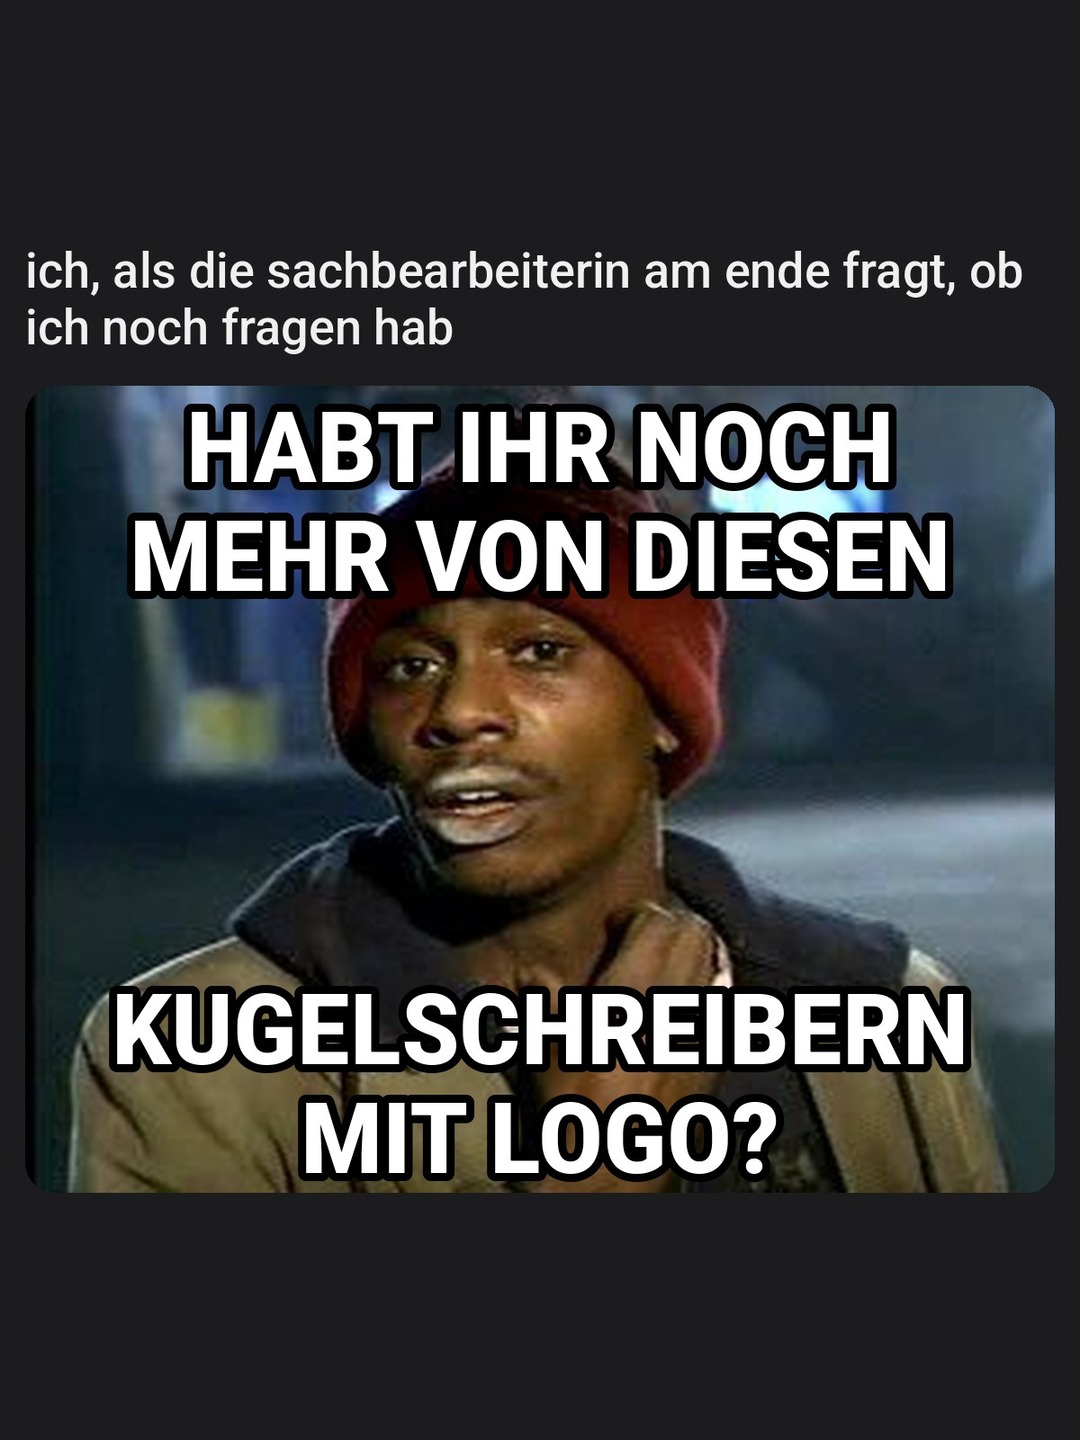 ich, als die sachbearbeiterin am ende fragt, ob
ich noch fragen hab
HABT IHR NOCH
MEHR VON DIESEN
KUGELSCHREIBERN
MIT LOGO?